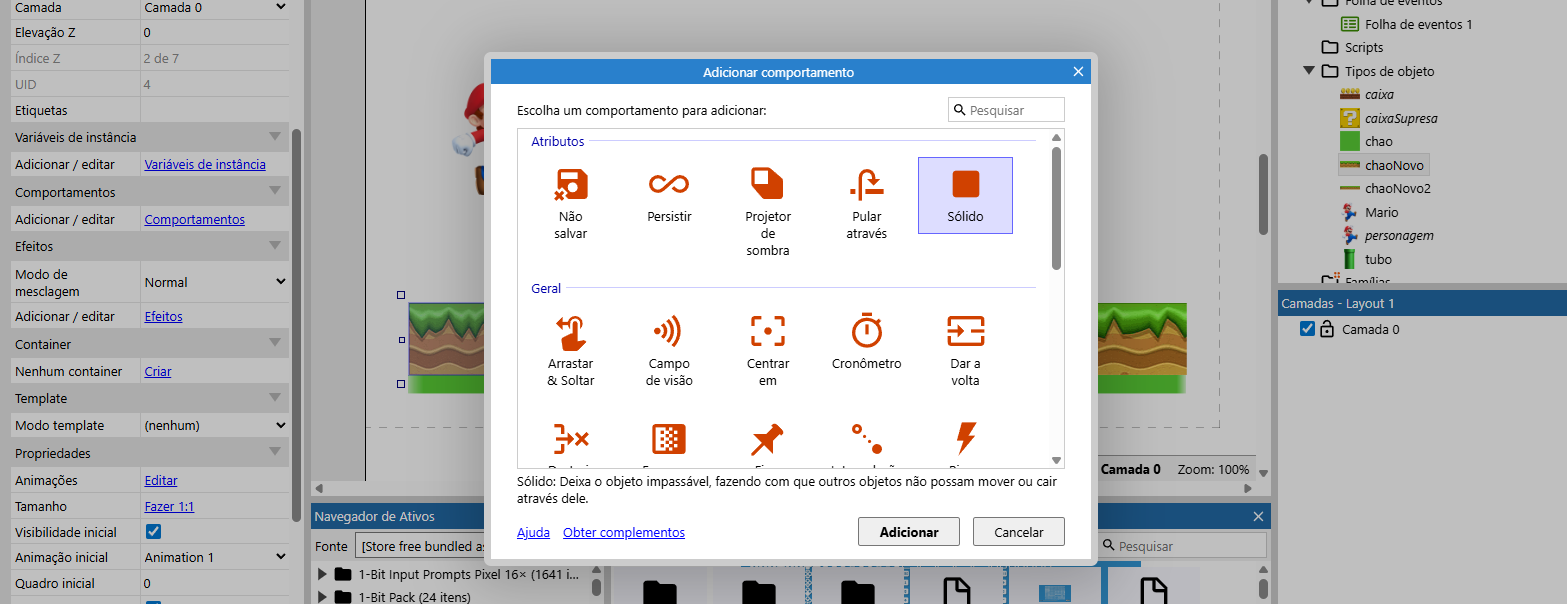 Camada
Camada 0
Elevação Z
0
Índice Z
2 de 7
UID
4
Etiquetas
Variáveis de instância
Adicionar / editar
Variáveis de instância
Comportamentos
Adicionar / editar
Comportamentos
Efeitos
Modo de
mesclagem
Normal
Adicionar / editar
Efeitos
Container
Nenhum container
Criar
Template
Modo template
(nenhum)
Propriedades
Animações
Editar
Tamanho
Fazer 1:1
Visibilidade inicial
Animação inicial
Animation 1
Quadro inicial
0
Adicionar comportamento
Escolha um comportamento para adicionar:
Pesquisar
Atributos
Não
salvar
Persistir
Projetor
de
sombra
Pular
através
Sólido
Geral
Arrastar
& Soltar
Campo
de visão
Centrar
em
Cronômetro
Dar a
volta
Sólido: Deixa o objeto impassável, fazendo com que outros objetos não possam mover ou cair
através dele.
Ajuda
Obter complementos
Adicionar
Cancelar
Camada 0
Zoom: 100%
Navegador de Ativos
Fonte
[Store free bundled as
Pesquisar
1-Bit Input Prompts Pixel 16× (1641 i...
1-Bit Pack (24 itens)
Folha de eventos
Folha de eventos 1
Scripts
Tipos de objeto
caixa
caixaSupresa
chao
chaoNovo
chaoNovo2
Mario
personagem
tubo
Famílias
Camadas - Layout 1
Camada 0